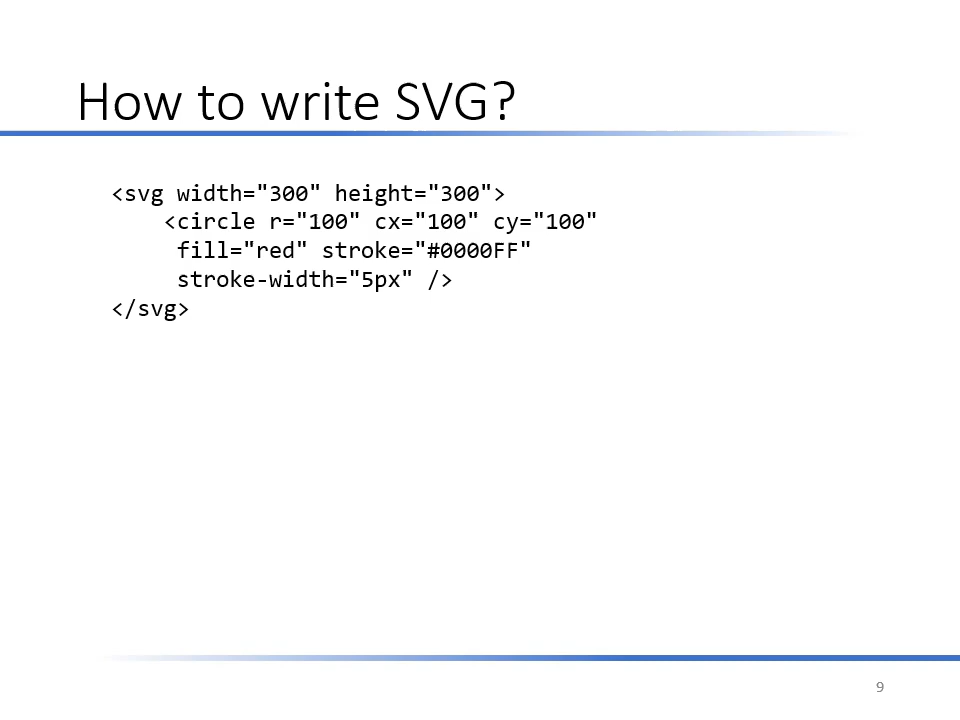 How to write SVG?
<svg width="300" height="300">
    <circle r="100" cx="100" cy="100"
     fill="red" stroke="#0000FF"
     stroke-width="5px" />
</svg>
9